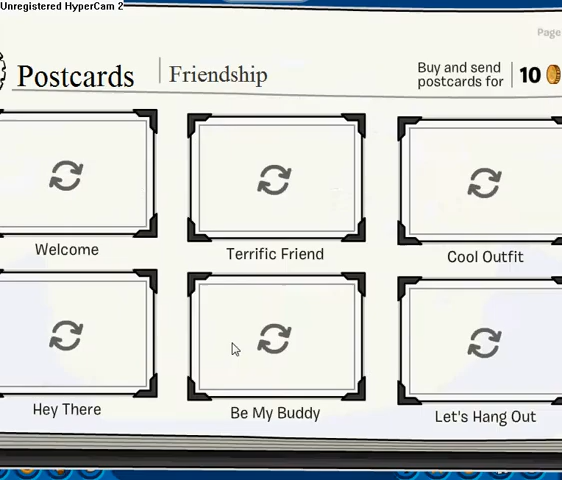 Unregistered HyperCam 2
Page
Postcards
Friendship
Buy and send
postcards for
10
Welcome
Terrific Friend
Cool Outfit
Hey There
Be My Buddy
Let's Hang Out